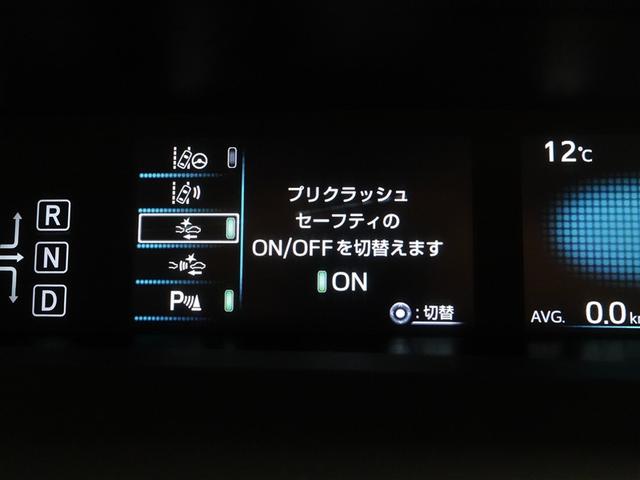 R
N
D
P
プリクラッシュ
セーフティの
ON/OFFを切替えます
ON
:切替
12℃
AVG. 0.0 km